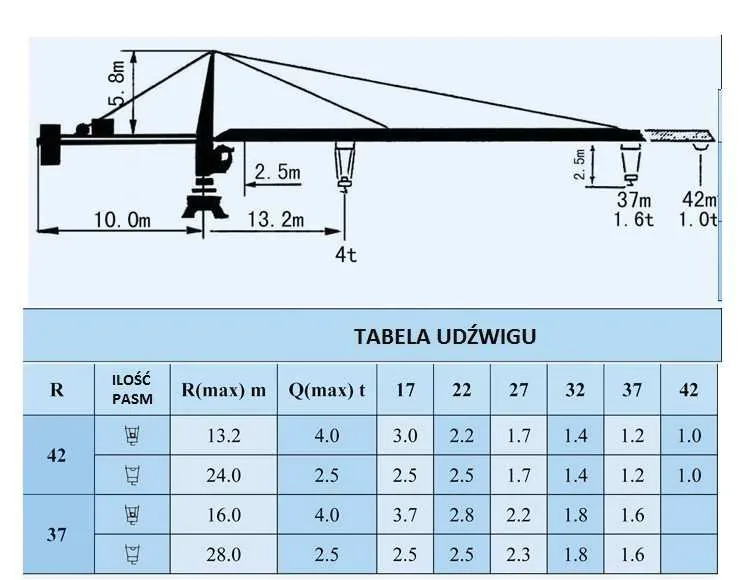 5.8m
2.5m
2.5m
10.0m
13.2m
37m
42m
4t
1.6t
1.0t
TABELA UDŹWIGU
R ILOŚĆ PASM R(max) m Q(max) t 17 22 27 32 37 42
42 13.2 4.0 3.0 2.2 1.7 1.4 1.2 1.0
24.0 2.5 2.5 2.5 1.7 1.4 1.2 1.0
37 16.0 4.0 3.7 2.8 2.2 1.8 1.6
28.0 2.5 2.5 2.5 2.3 1.8 1.6